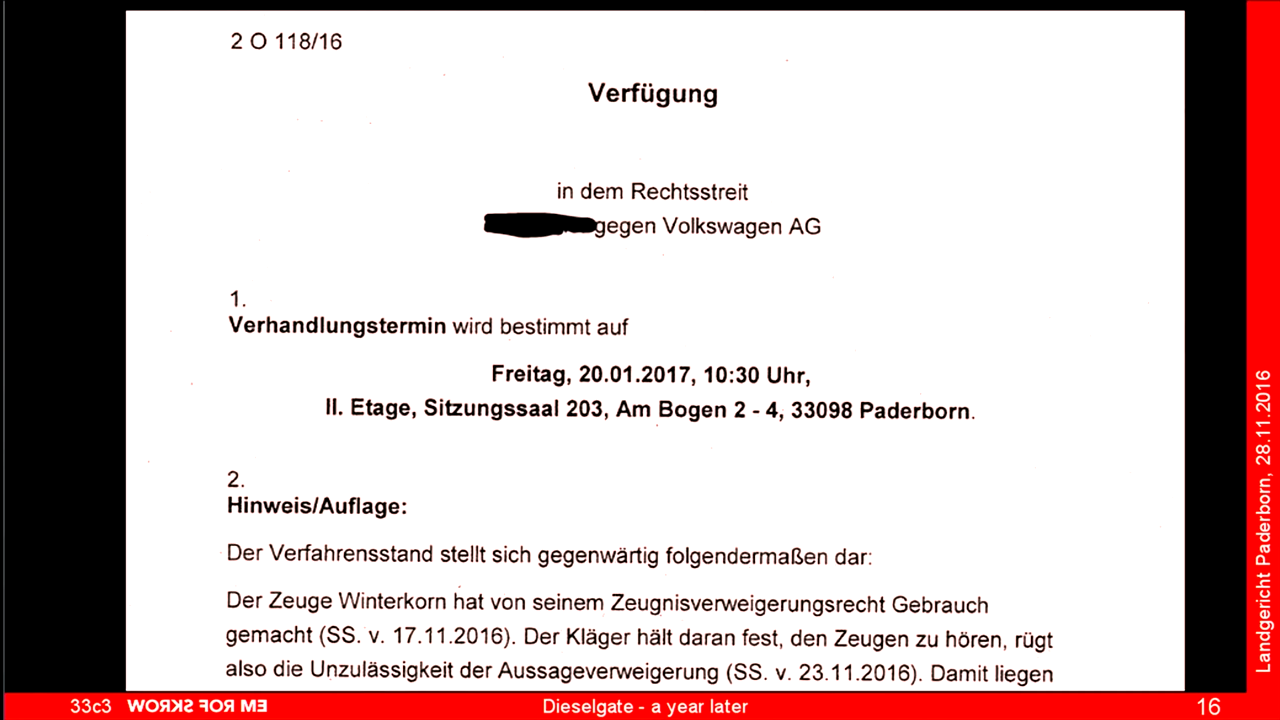 2 O 118/16
Verfügung
in dem Rechtsstreit
gegen Volkswagen AG
1.
Verhandlungstermin wird bestimmt auf
Freitag, 20.01.2017, 10:30 Uhr,
II. Etage, Sitzungssaal 203, Am Bogen 2 - 4, 33098 Paderborn.
2.
Hinweis/Auflage:
Der Verfahrensstand stellt sich gegenwärtig folgendermaßen dar:
Der Zeuge Winterkorn hat von seinem Zeugnisverweigerungsrecht Gebrauch
gemacht (SS. v. 17.11.2016). Der Kläger hält daran fest, den Zeugen zu hören, rügt
also die Unzulässigkeit der Aussageverweigerung (SS. v. 23.11.2016). Damit liegen
Landgericht Paderborn, 28.11.2016
33c3 WORKS FOR ME Dieselgate - a year later 16